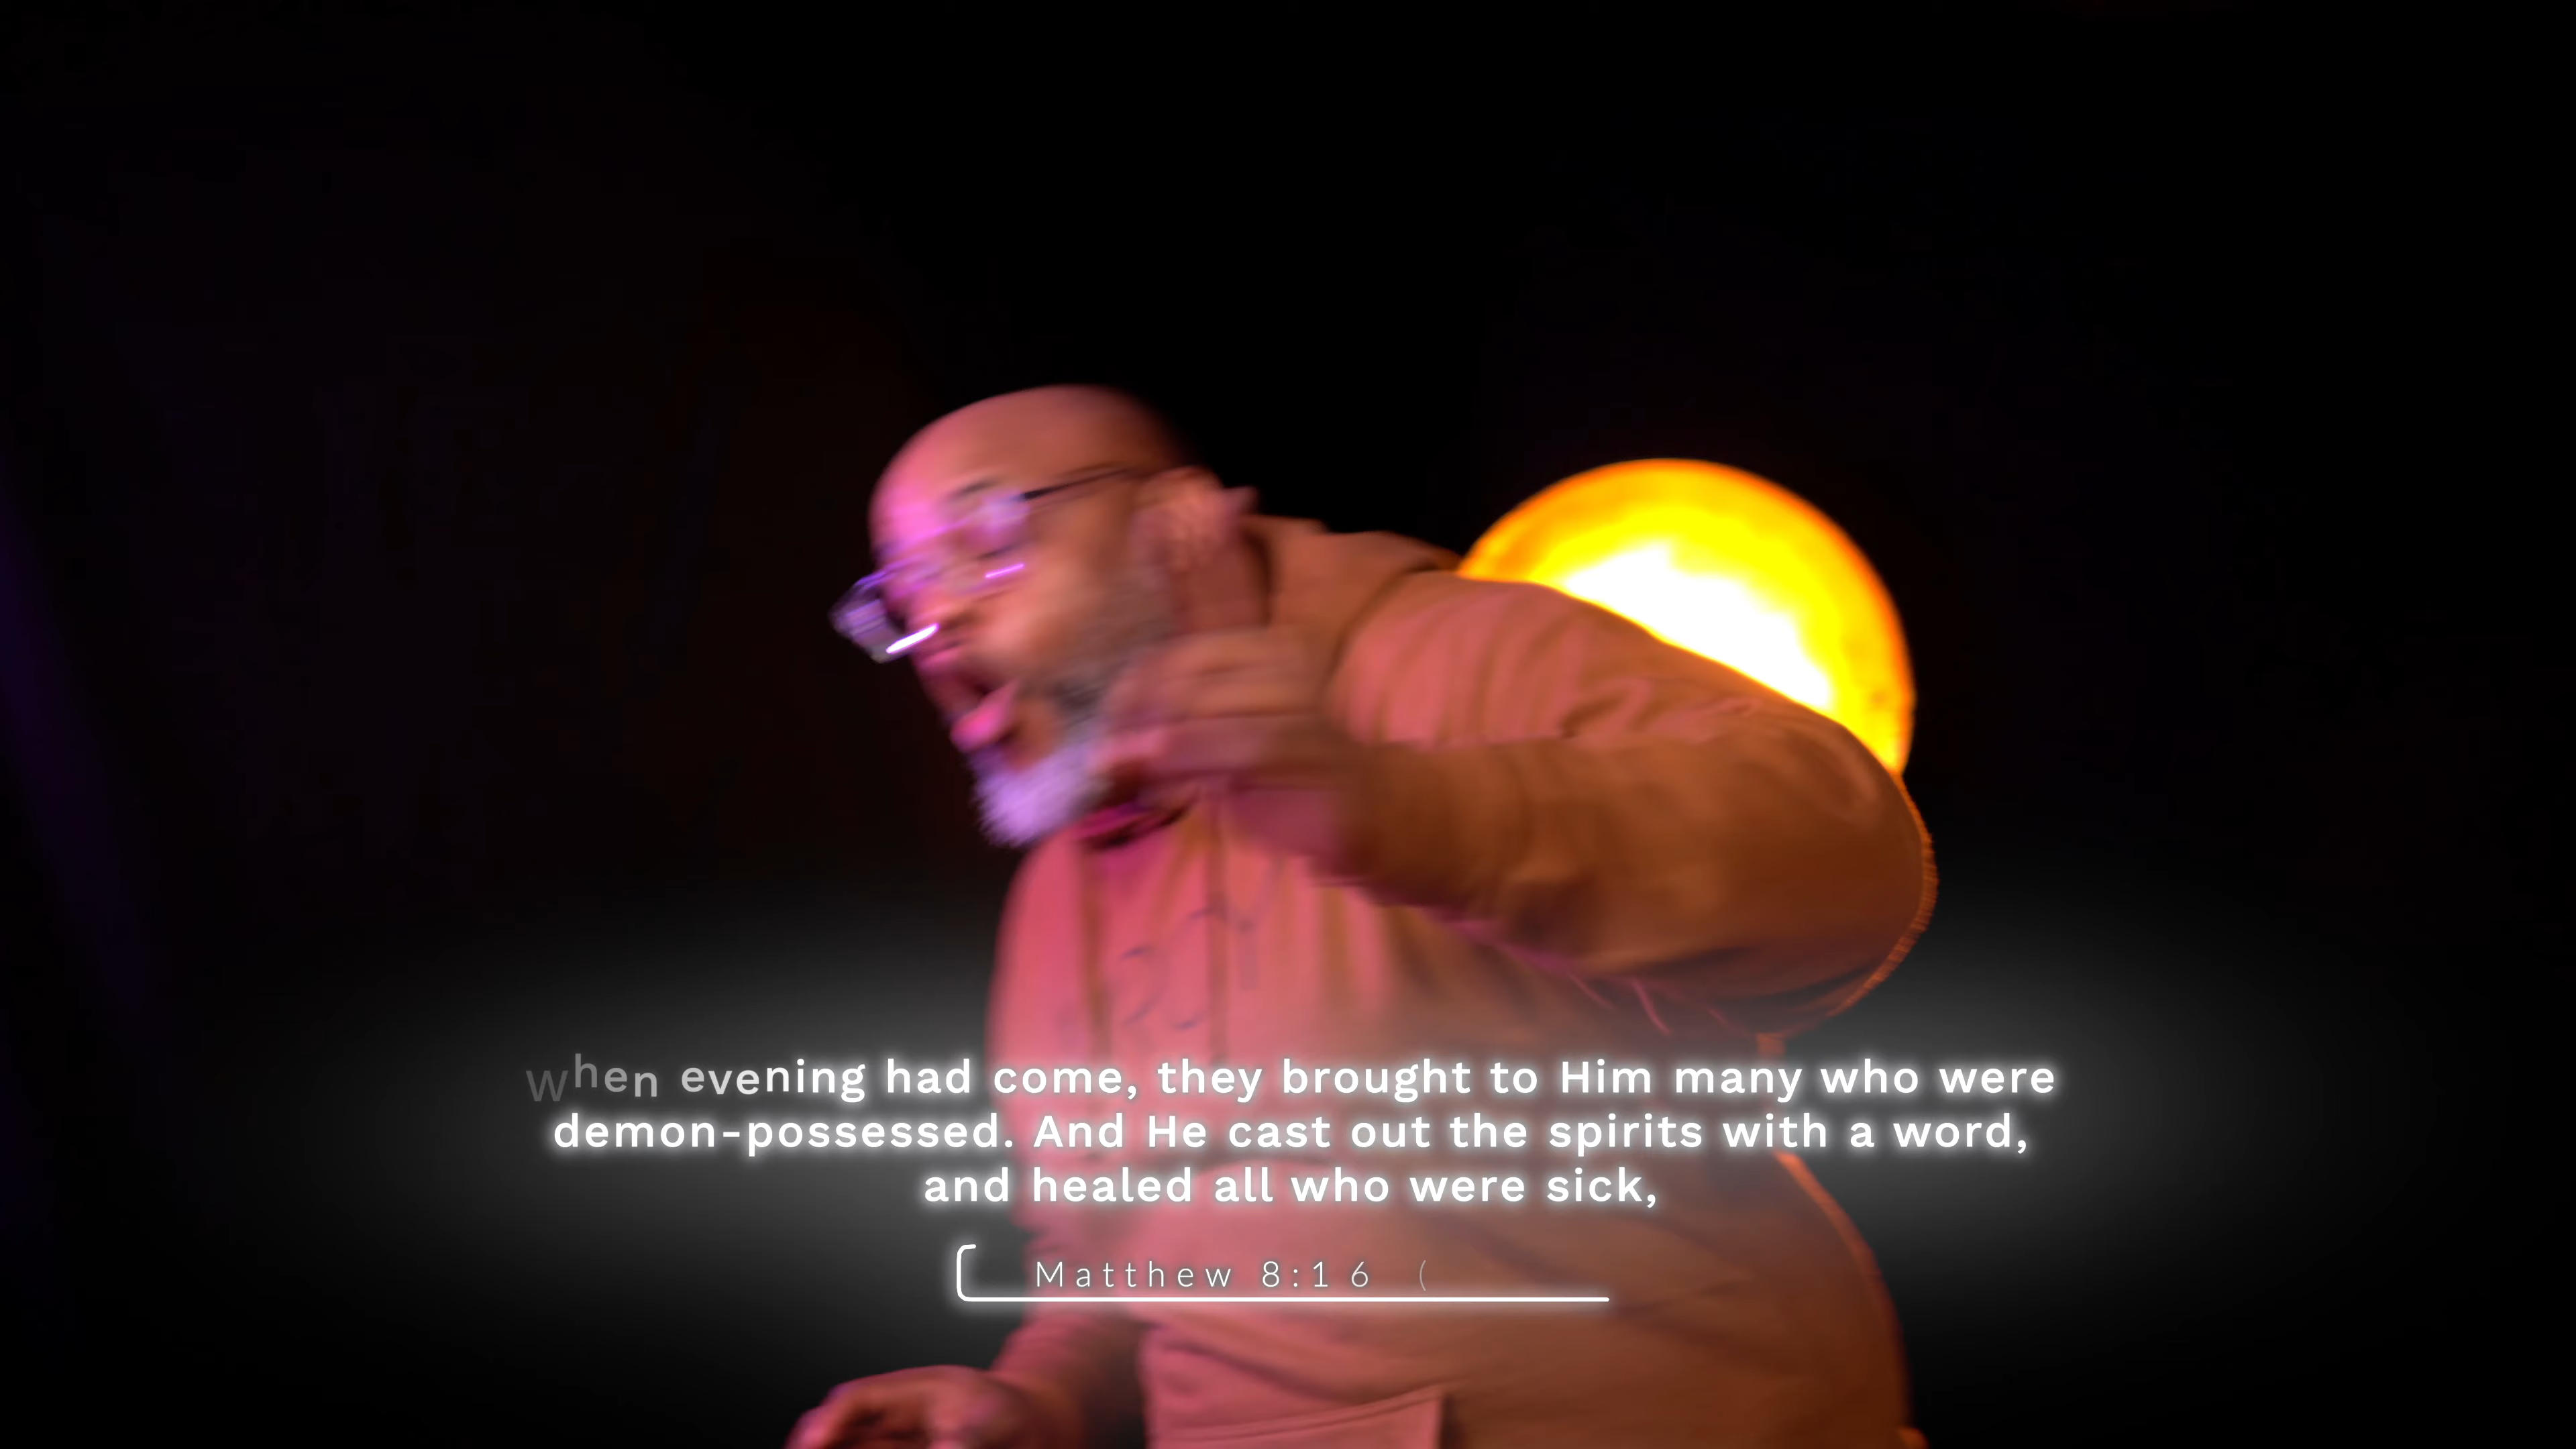 when evening had come, they brought to Him many who were
demon-possessed. And He cast out the spirits with a word,
and healed all who were sick,
Matthew 8:16 (